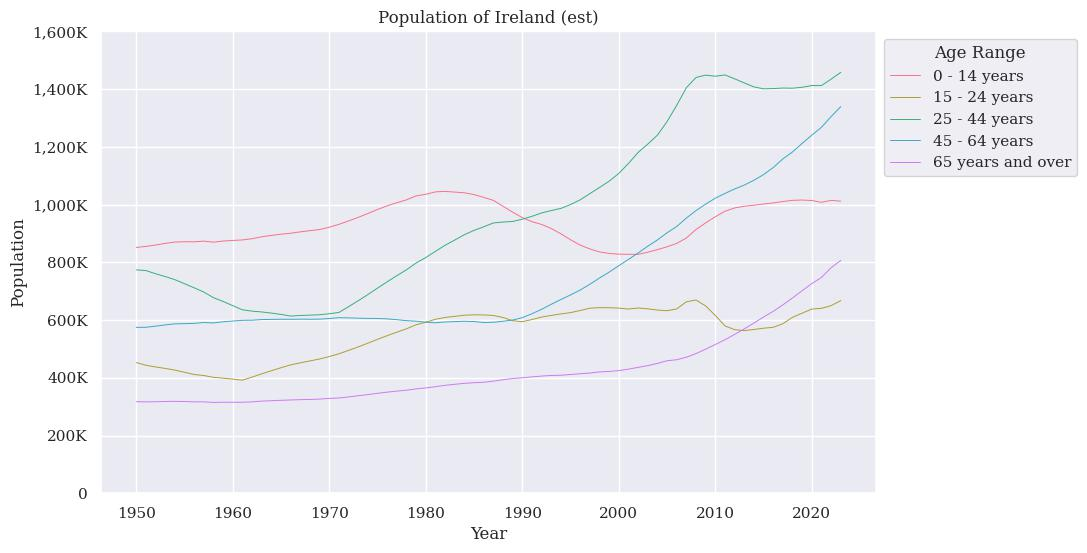 Population of Ireland (est)
1,600K
1,400K
1,200K
1,000K
800K
600K
400K
200K
0
Population
1950 1960 1970 1980 1990 2000 2010 2020
Year
Age Range
0 - 14 years
15 - 24 years
25 - 44 years
45 - 64 years
65 years and over